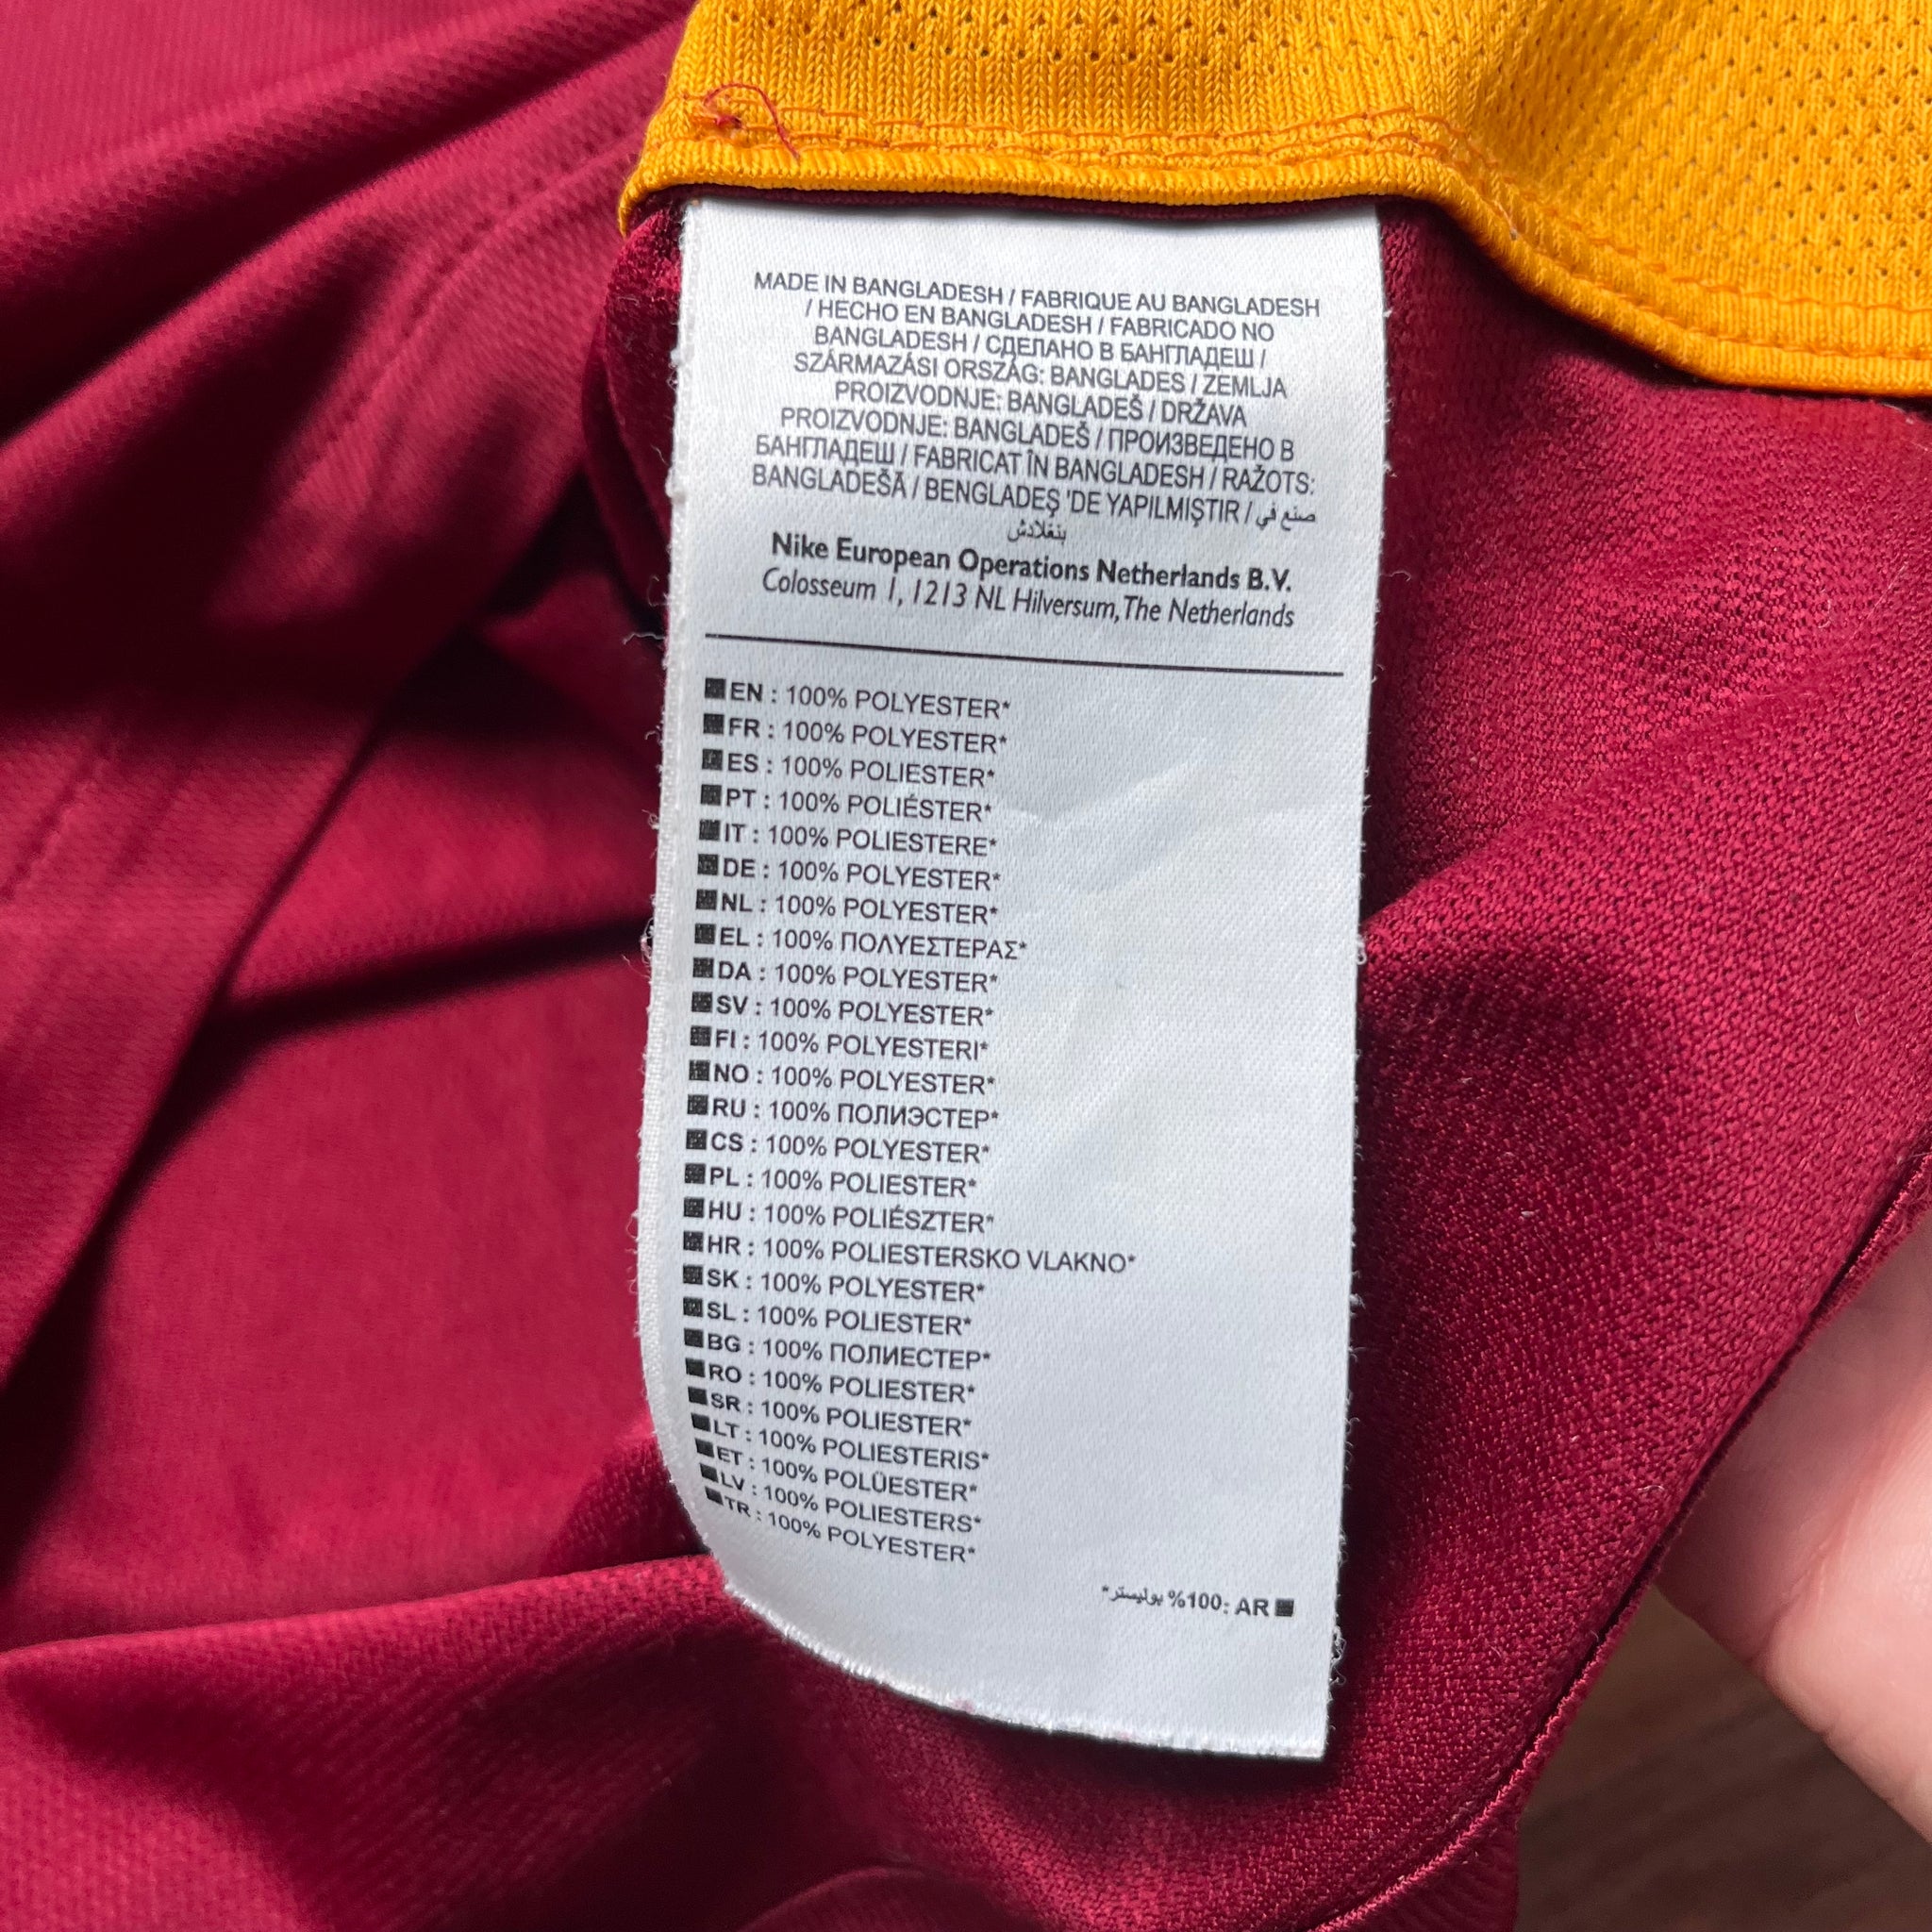 MADE IN BANGLADESH / FABRIQUE AU BANGLADESH
/ HECHO EN BANGLADESH / FABRICADO NO
BANGLADESH / СДЕЛАНО В БАНГЛАДЕШ /
SZÁRMAZÁSI ORSZÁG: BANGLADES / ZEMLJA
PROIZVODNJE: BANGLADEŠ / DRŽAVA
PROIZVODNJE: BANGLADEŠ / ПРОИЗВЕДЕНО В
БАНГЛАДЕШ / FABRICAT ÎN BANGLADESH / RAŽOTS:
BANGLADEŠĀ / BENGLADEŞ 'DE YAPILMIŞTIR / صنع في
بنغلادش
Nike European Operations Netherlands B.V.
Colosseum 1, 1213 NL Hilversum, The Netherlands
EN : 100% POLYESTER*
FR : 100% POLYESTER*
ES : 100% POLIESTER*
PT : 100% POLIÉSTER*
IT : 100% POLIESTERE*
DE : 100% POLYESTER*
NL : 100% POLYESTER*
EL : 100% ΠΟΛΥΕΣΤΕΡΑΣ*
DA : 100% POLYESTER*
SV : 100% POLYESTER*
FI : 100% POLYESTERI*
NO : 100% POLYESTER*
RU : 100% ПОЛИЭСТЕР*
CS : 100% POLYESTER*
PL : 100% POLIESTER*
HU : 100% POLIÉSZTER*
HR : 100% POLIESTERSKO VLAKNO*
SK : 100% POLYESTER*
SL : 100% POLIESTER*
BG : 100% ПОЛИЕСТЕР*
RO : 100% POLIESTER*
SR : 100% POLIESTER*
LT : 100% POLIESTERIS*
ET : 100% POLÜESTER*
LV : 100% POLIESTERS*
TR : 100% POLYESTER*
AR :100% بوليستر*